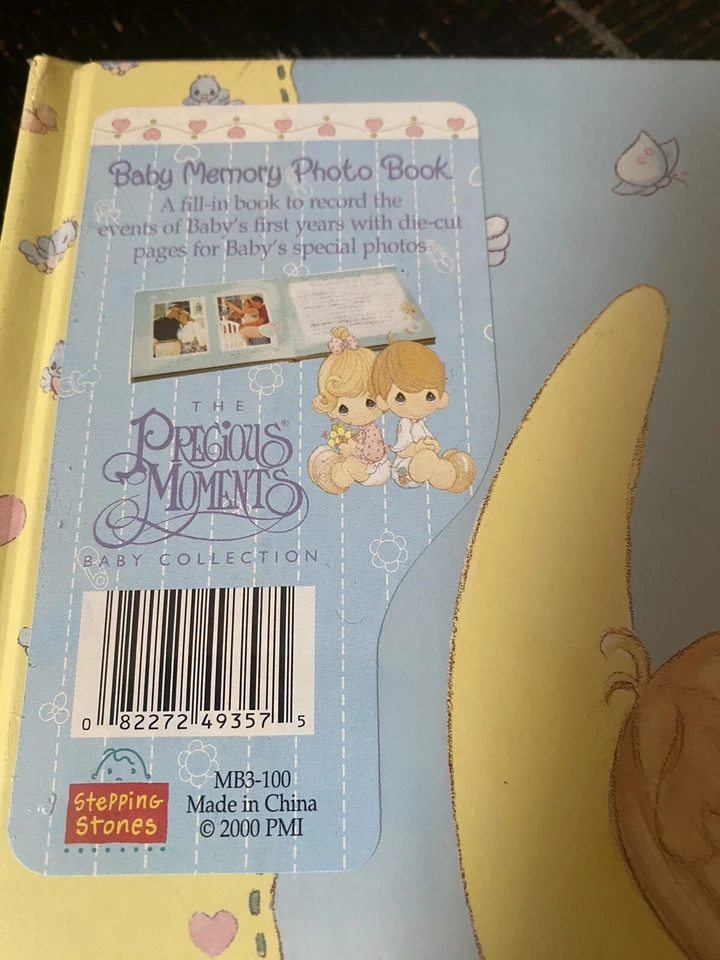 Baby Memory Photo Book
A fill-in book to record the
events of Baby's first years with die-cut
pages for Baby's special photos
THE
PRECIOUS®
MOMENTS
BABY COLLECTION
0 82272 49357 5
Stepping
Stones
MB3-100
Made in China
© 2000 PMI